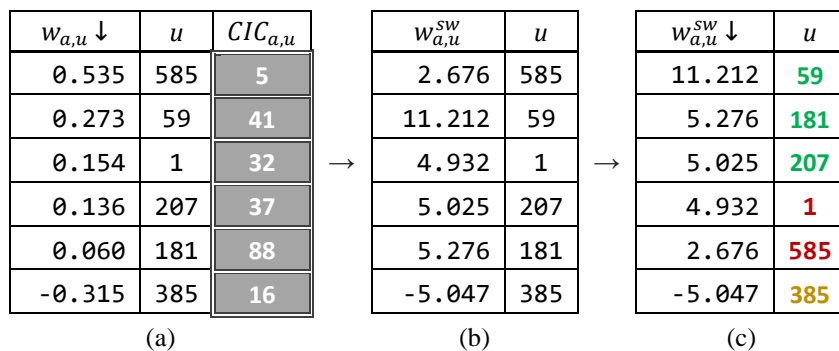 w_{a,u} ↓ u CIC_{a,u} w^{sw}_{a,u} u w^{sw}_{a,u} ↓ u
0.535 585 5 2.676 585 11.212 59
0.273 59 41 11.212 59 5.276 181
0.154 1 32 → 4.932 1 → 5.025 207
0.136 207 37 5.025 207 4.932 1
0.060 181 88 5.276 181 2.676 585
-0.315 385 16 -5.047 385 -5.047 385
(a) (b) (c)